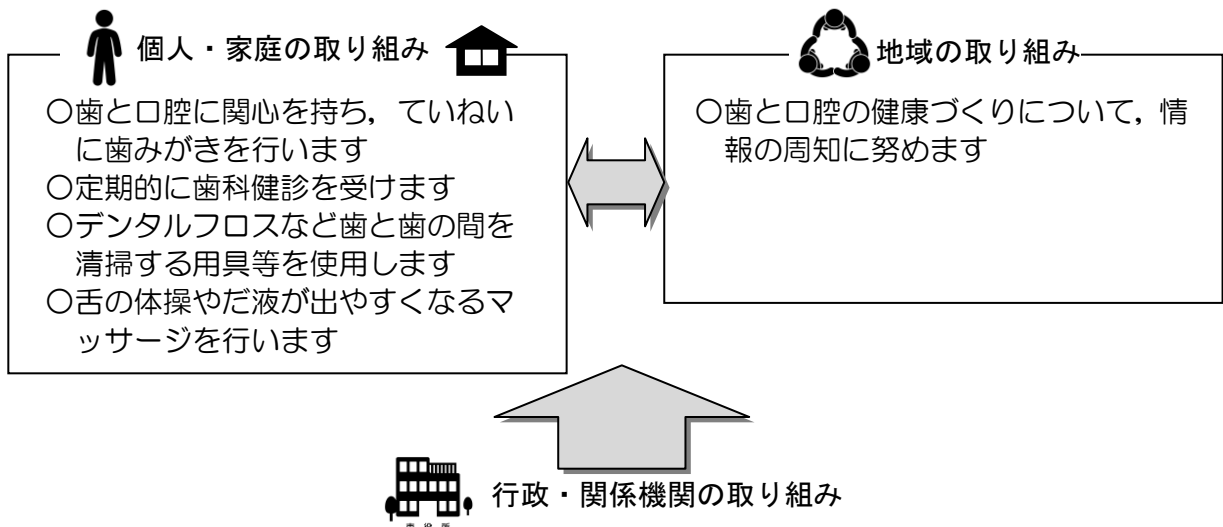 個人・家庭の取り組み
〇歯と口腔に関心を持ち，ていねい
に歯みがきを行います
〇定期的に歯科健診を受けます
〇デンタルフロスなど歯と歯の間を
清掃する用具等を使用します
〇舌の体操やだ液が出やすくなるマ
ッサージを行います
地域の取り組み
〇歯と口腔の健康づくりについて，情
報の周知に努めます
行政・関係機関の取り組み